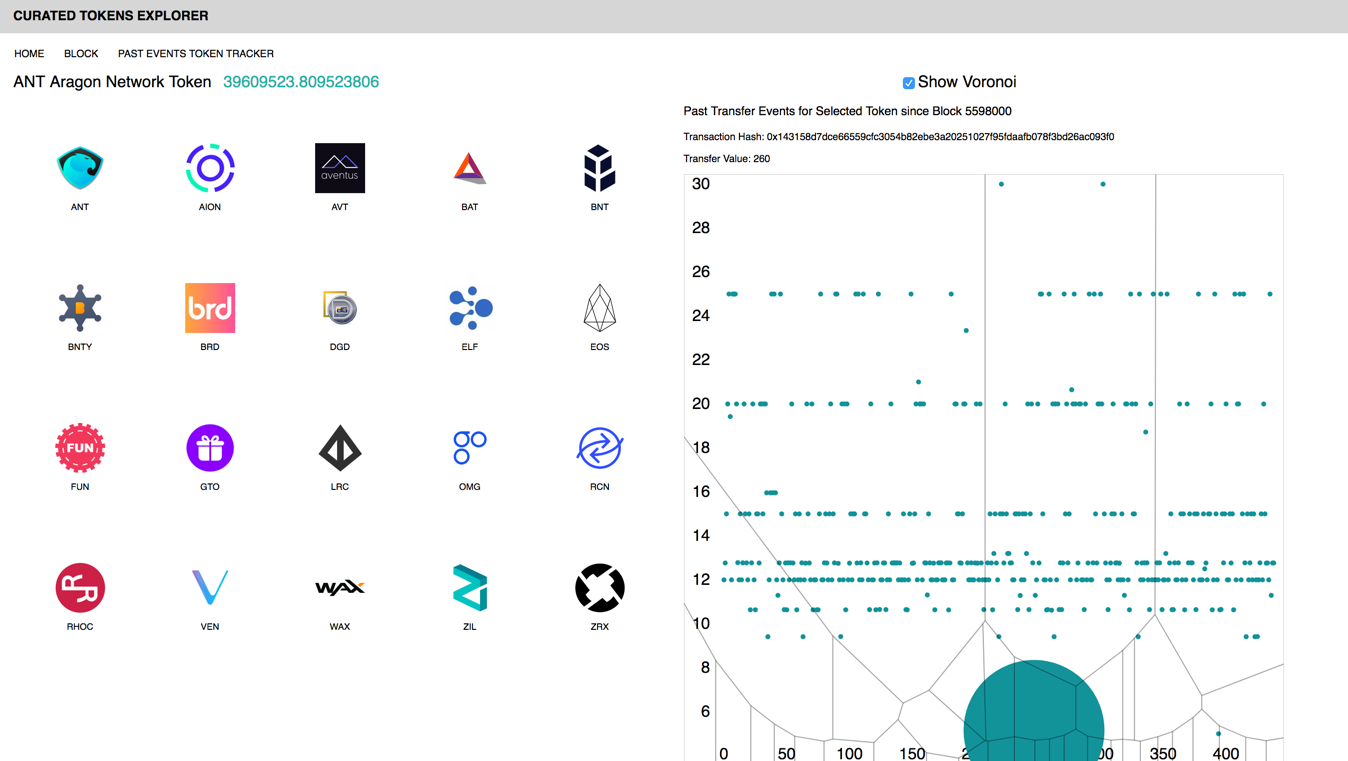 CURATED TOKENS EXPLORER
HOME BLOCK PAST EVENTS TOKEN TRACKER
ANT Aragon Network Token 39609523.809523806
Show Voronoi
Past Transfer Events for Selected Token since Block 5598000
Transaction Hash: 0x143158d7dce66559cfc3054b82ebe3a20251027f95fdaafb078f3bd26ac093f0
Transfer Value: 260
aventus
ANT AION AVT BAT BNT
B
brd
DG
BNTY BRD DGD ELF EOS
FUN
FUN GTO LRC OMG RCN
RR
WAX
RHOC VEN WAX ZIL ZRX
30
28
26
24
22
20
18
16
14
12
10
8
6
0 50 100 150 2 00 350 400